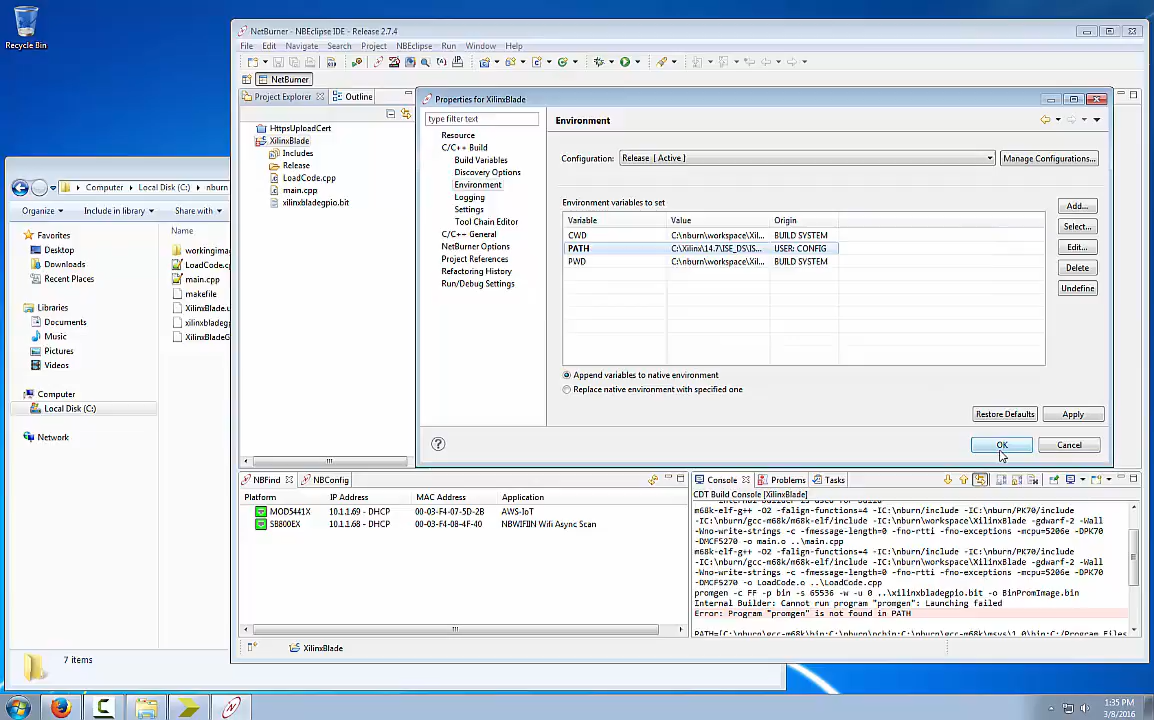 Recycle Bin
NetBurner - NBEclipse IDE - Release 2.7.4
File Edit Navigate Search Project NBEclipse Run Window Help
NetBurner
Project Explorer
Outline
HttpsUploadCert
XilinxBlade
Includes
Release
LoadCode.cpp
main.cpp
xilinxbladegpio.bit
Computer Local Disk (C:) nburn
Organize Include in library Share with
Favorites
Desktop
Downloads
Recent Places
Libraries
Documents
Music
Pictures
Videos
Computer
Local Disk (C:)
Network
Name
workingima
LoadCode.cp
main.cpp
makefile
XilinxBlade.u
xilinxbladegp
XilinxBladeG
7 items
Properties for XilinxBlade
type filter text
Resource
C/C++ Build
Build Variables
Discovery Options
Environment
Logging
Settings
Tool Chain Editor
C/C++ General
NetBurner Options
Project References
Refactoring History
Run/Debug Settings
Environment
Configuration: Release [ Active ] Manage Configurations...
Environment variables to set
Variable Value Origin
CWD C:\nburn\workspace\Xil... BUILD SYSTEM
PATH C:\Xilinx\14.7\ISE_DS\IS... USER: CONFIG
PWD C:\nburn\workspace\Xil... BUILD SYSTEM
Add...
Select...
Edit...
Delete
Undefine
Append variables to native environment
Replace native environment with specified one
Restore Defaults Apply
OK Cancel
NBFind NBConfig
Platform IP Address MAC Address Application
MOD5441X 10.1.1.69 - DHCP 00-03-F4-07-5D-2B AWS-IoT
SB800EX 10.1.1.68 - DHCP 00-03-F4-08-4F-40 NBWIFIIN Wifi Async Scan
XilinxBlade
Console Problems Tasks
CDT Build Console [XilinxBlade]
m68k-elf-g++ -O2 -falign-functions=4 -IC:\nburn/include -IC:\nburn\PK70/include
-IC:\nburn/gcc-m68k/include -IC:\nburn\workspace\XilinxBlade -gdwarf-2 -Wall
-Wno-write-strings -c -fmessage-length=0 -fno-rtti -fno-exceptions -mcpu=5206e -DPK70
-DMCF5270 -o main.o ..\main.cpp
m68k-elf-g++ -O2 -falign-functions=4 -IC:\nburn/include -IC:\nburn\PK70/include
-IC:\nburn/gcc-m68k/include -IC:\nburn\workspace\XilinxBlade -gdwarf-2 -Wall
-Wno-write-strings -c -fmessage-length=0 -fno-rtti -fno-exceptions -mcpu=5206e -DPK70
-DMCF5270 -o LoadCode.o ..\LoadCode.cpp
promgen -c FF -p bin -s 65536 -w -u 0 ..\xilinxbladegpio.bit -o BinPromImage.bin
Internal Builder: Cannot run program "promgen": Launching failed
Error: Program "promgen" is not found in PATH
1:35 PM
3/8/2016